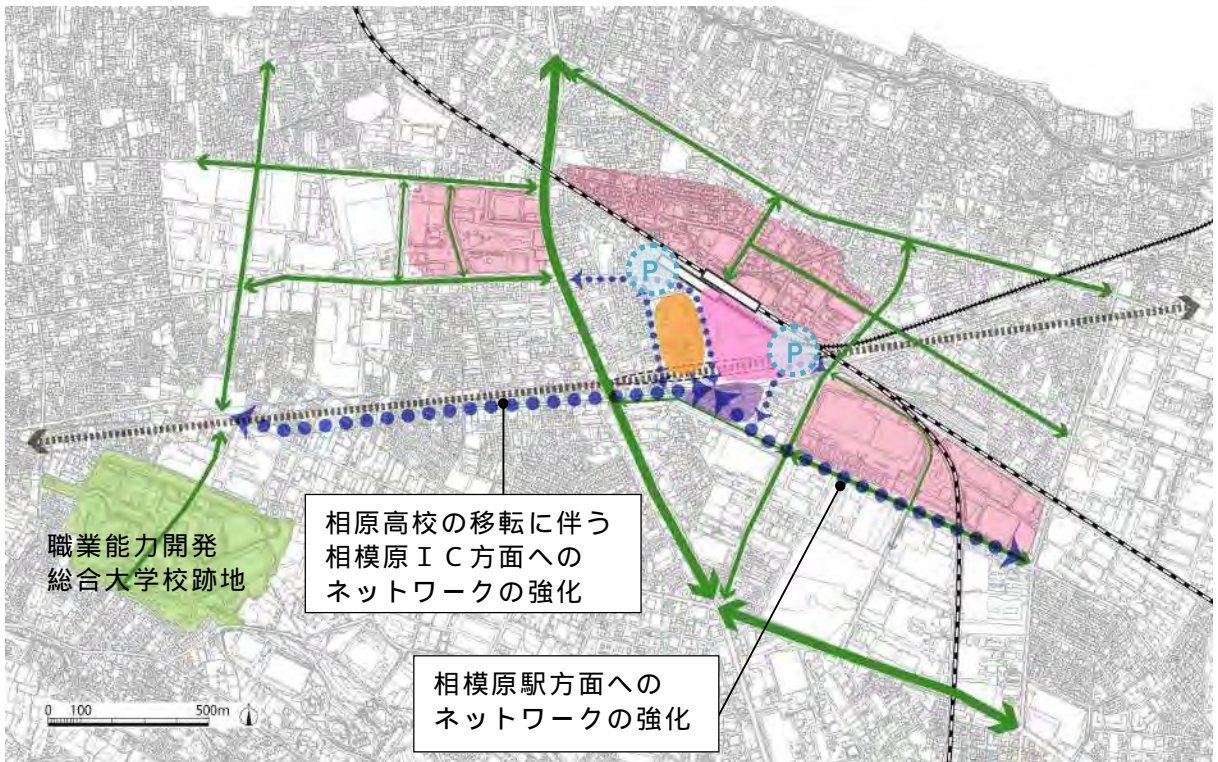 P
P
相原高校の移転に伴う
相模原ＩＣ方面への
ネットワークの強化
職業能力開発
総合大学校跡地
相模原駅方面への
ネットワークの強化
0 100 500m